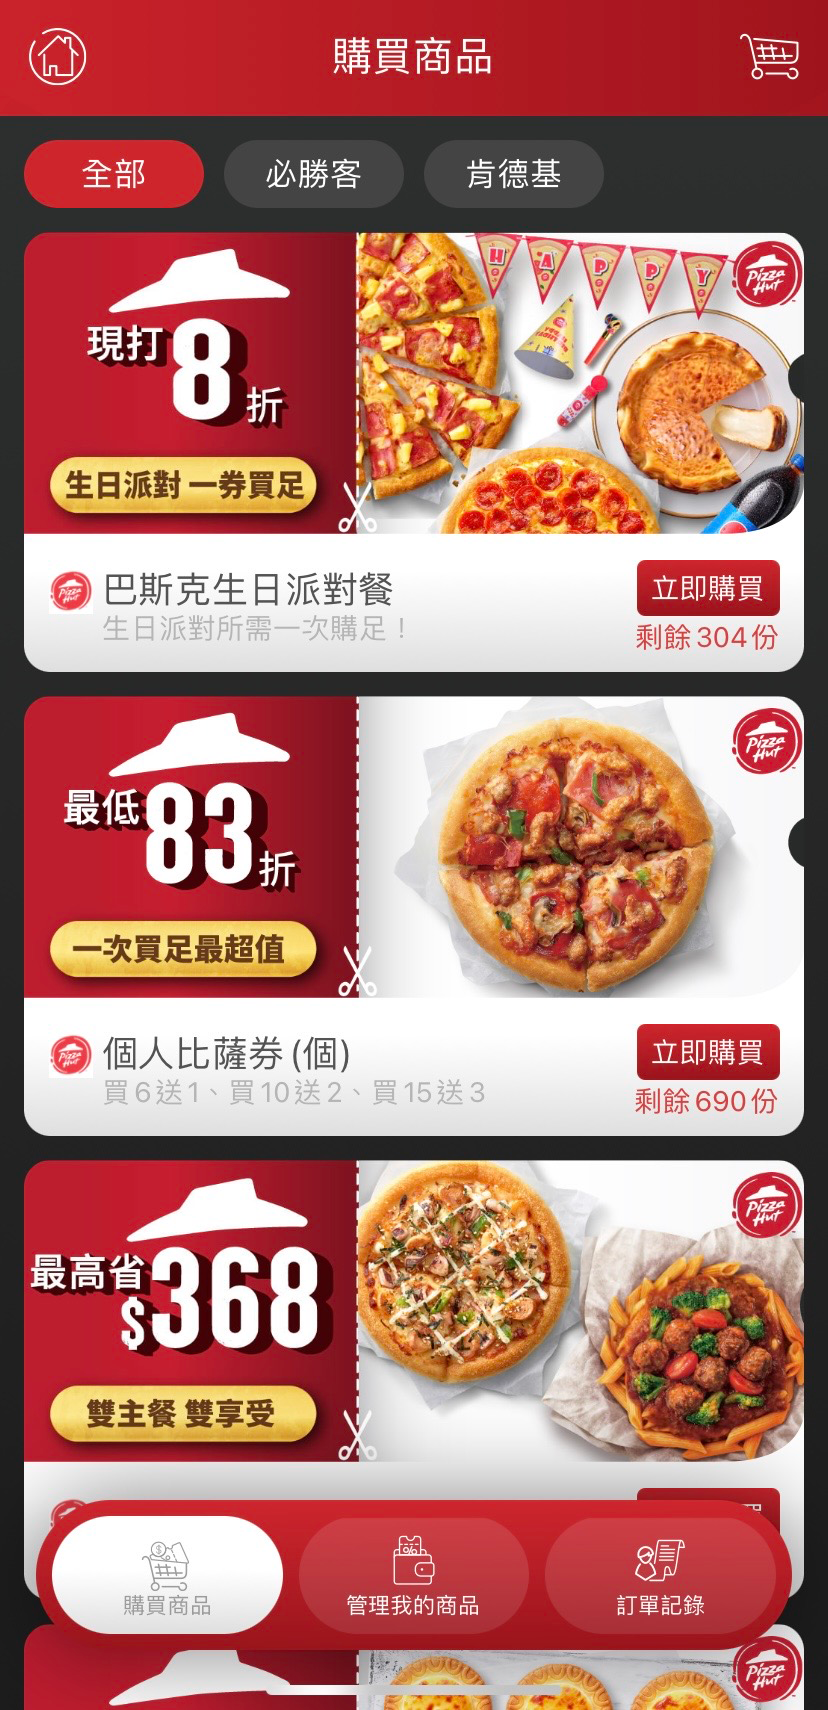 購買商品
全部
必勝客
肯德基
現打
8
折
生日派對 一券買足
HAPPY
Pizza
Hut
巴斯克生日派對餐
生日派對所需一次購足！
立即購買
剩餘 304 份
最低
83
折
一次買足最超值
Pizza
Hut
個人比薩券 (個)
買 6 送 1、買 10 送 2、買 15 送 3
立即購買
剩餘 690 份
最高省
$368
雙主餐 雙享受
Pizza
Hut
購買商品
管理我的商品
訂單記錄
Pizza
Hut